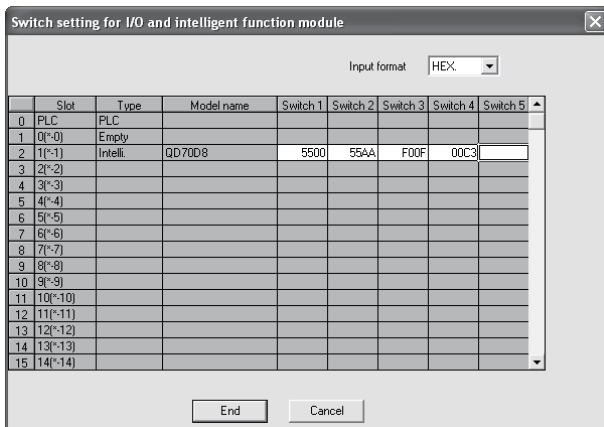 Switch setting for I/O and intelligent function module
Input format HEX.
Slot Type Model name Switch 1 Switch 2 Switch 3 Switch 4 Switch 5
0 PLC PLC
1 0(*-0) Empty
2 1(*-1) Intelli. QD70D8 5500 55AA F00F 00C3
3 2(*-2)
4 3(*-3)
5 4(*-4)
6 5(*-5)
7 6(*-6)
8 7(*-7)
9 8(*-8)
10 9(*-9)
11 10(*-10)
12 11(*-11)
13 12(*-12)
14 13(*-13)
15 14(*-14)
End Cancel